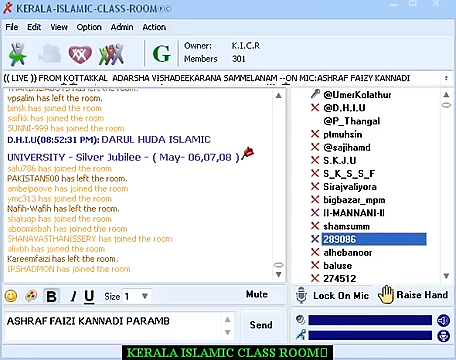 KERALA-ISLAMIC-CLASS-ROOM
File Edit View Option Admin Action
G
Owner: K.I.C.R
Members 301
(( LIVE )) FROM KOTTAKKAL ADARSHA VISHADEEKARANA SAMMELANAM --ON MIC:ASHRAF FAIZY KANNADI
vpsalim has left the room.
binsk has joined the room.
saifkk has joined the room.
SUNNI-999 has joined the room.
D.H.I.U(08:52:31 PM): DARUL HUDA ISLAMIC
UNIVERSITY - Silver Jubilee - ( May- 06,07,08 )
salu786 has joined the room
PAKISTAN500 has left the room.
ambelpoove has joined the room
ymc313 has joined the room
Nafih-Wafih has left the room.
shaluop has joined the room
aboomisbah has joined the room
SHANAVASTHANISSERY has joined the room
alivbh has joined the room
Kareemfaizi has left the room.
IRSHADMON has joined the room
@UmerKolathur
@D.H.I.U
@P_Thangal
ptmuhsin
@sajihamd
S.K.J.U
S_K_S_S_F
Sirajvaliyora
bigbazar_mpm
II-MANNANI-II
shamsumm
289086
alhebanoor
baluse
274512
B I U Size 1 Mute
Lock On Mic Raise Hand
ASHRAF FAIZI KANNADI PARAMB
Send
KERALA ISLAMIC CLASS ROOM